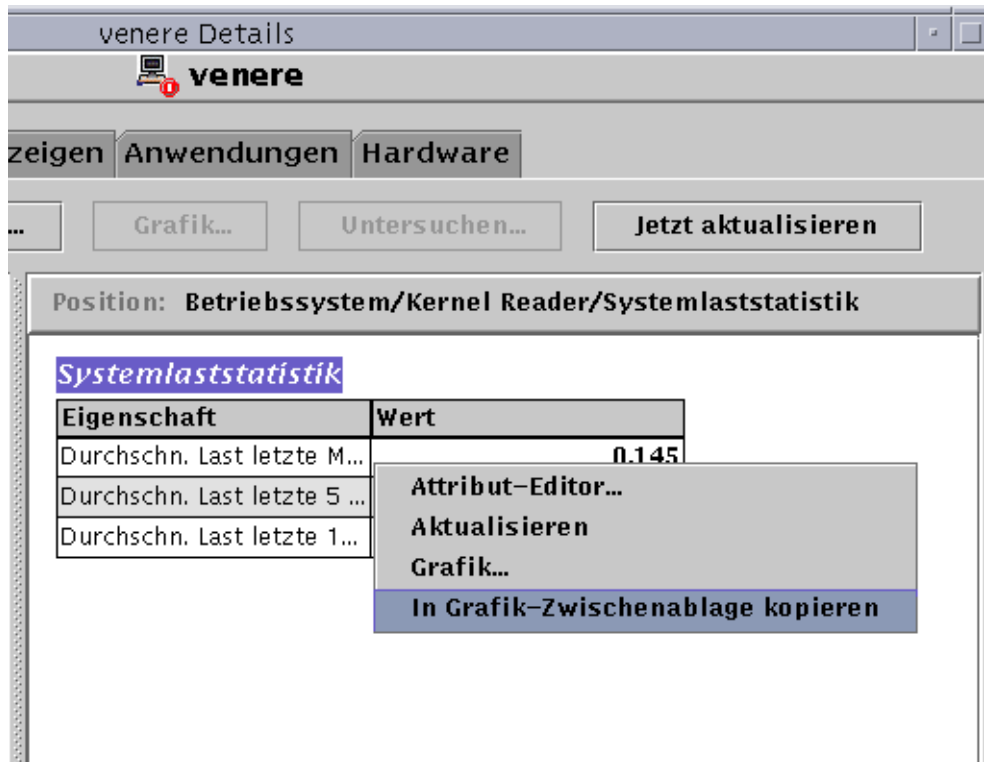 venere Details
venere
zeigen Anwendungen Hardware
... Grafik... Untersuchen... Jetzt aktualisieren
Position: Betriebssystem/Kernel Reader/Systemlaststatistik
Systemlaststatistik
Eigenschaft Wert
Durchschn. Last letzte M... 0.145
Durchschn. Last letzte 5 ...
Durchschn. Last letzte 1...
Attribut-Editor...
Aktualisieren
Grafik...
In Grafik-Zwischenablage kopieren